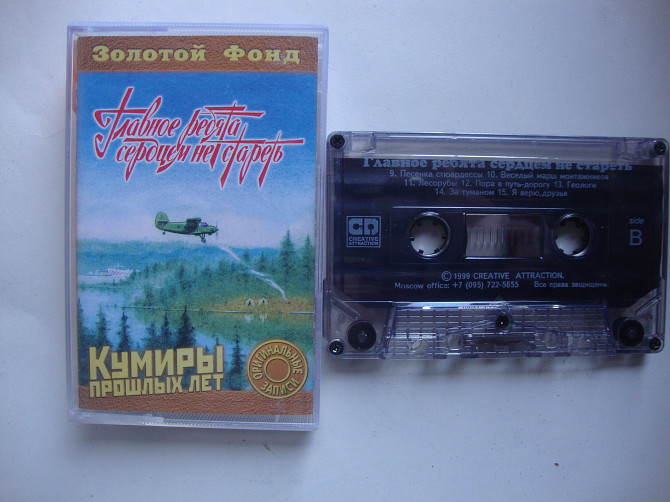 Золотой Фонд
Главное ребята
сердцем не стареть
Кумиры
прошлых лет
ОРИГИНАЛЬНЫЕ
ЗАПИСИ
Главное ребята сердцем не стареть
9. Песенка стюардессы 10. Веселый марш монтажников
11. Лесорубы 12. Пора в путь-дорогу 13. Геологи
14. За туманом 15. Я верю,друзья
CREATIVE
ATTRACTION
side
B
© 1999 CREATIVE ATTRACTION.
Moscow office: +7 (095) 722-5655 Все права защищены.